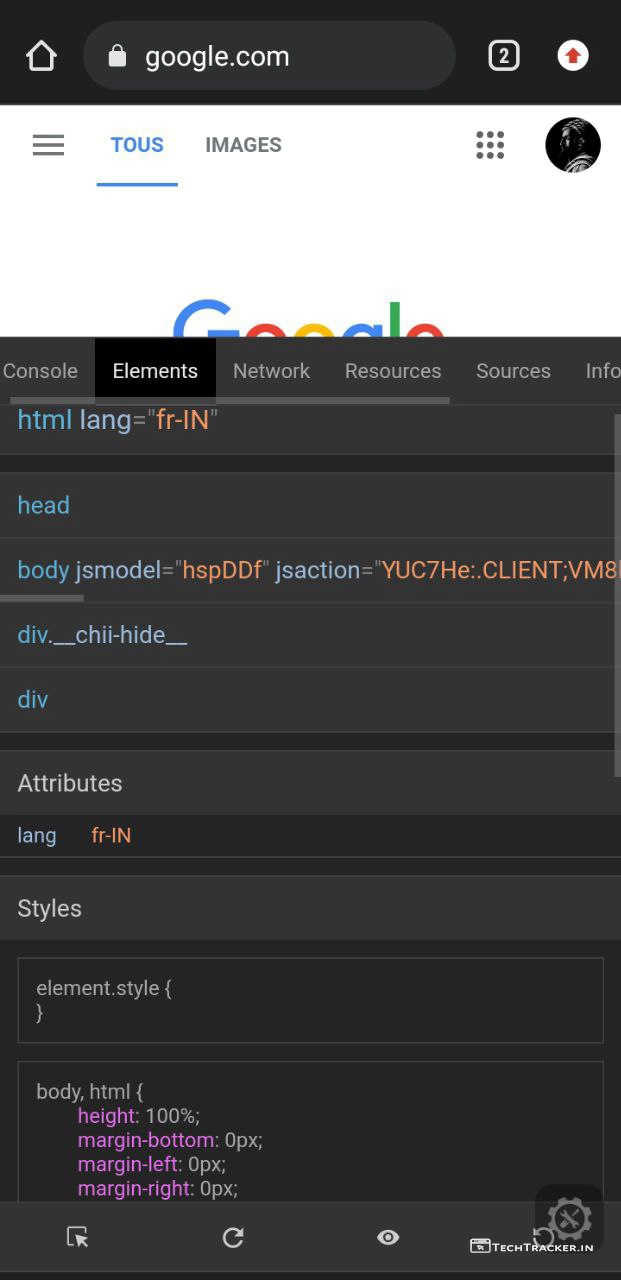 google.com
2
TOUS IMAGES
Google
Console Elements Network Resources Sources Info
html lang="fr-IN"
head
body jsmodel="hspDDf" jsaction="YUC7He:.CLIENT;VM8
div.__chii-hide__
div
Attributes
lang fr-IN
Styles
element.style {
}
body, html {
height: 100%;
margin-bottom: 0px;
margin-left: 0px;
margin-right: 0px;
TECHTRACKER.IN